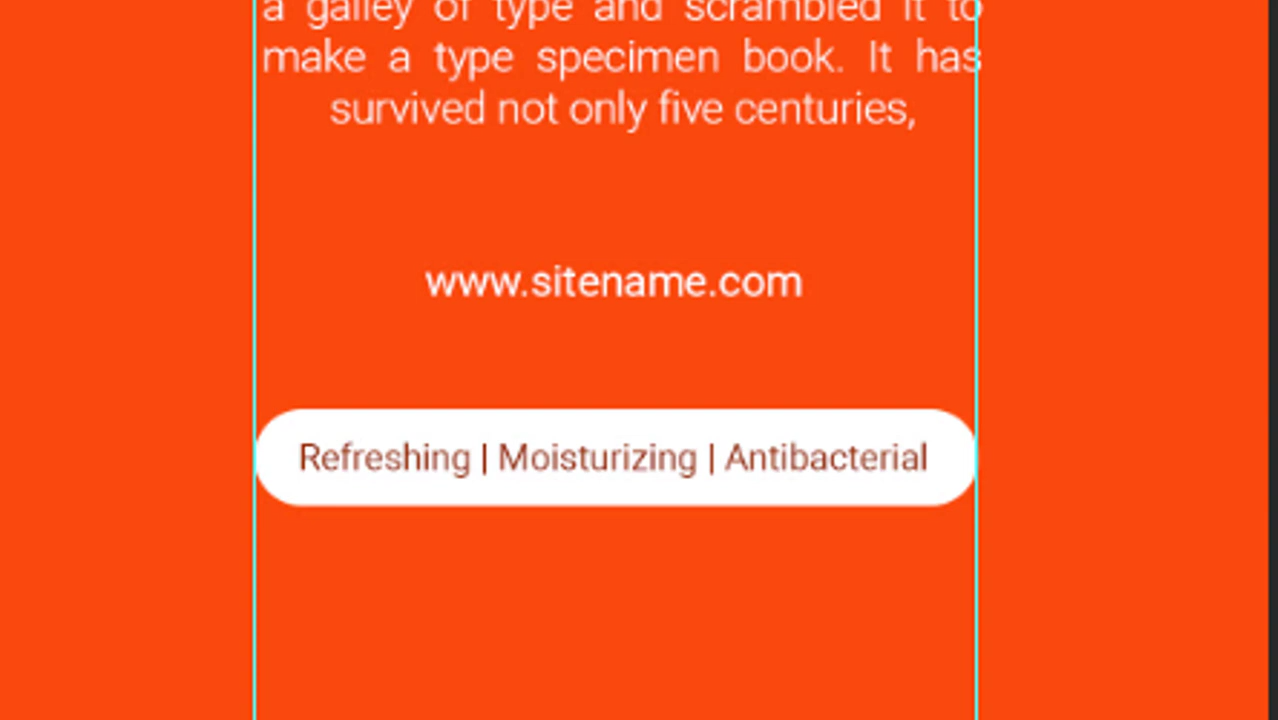 a galley of type and scrambled it to
make a type specimen book. It has
survived not only five centuries,
www.sitename.com
Refreshing | Moisturizing | Antibacterial